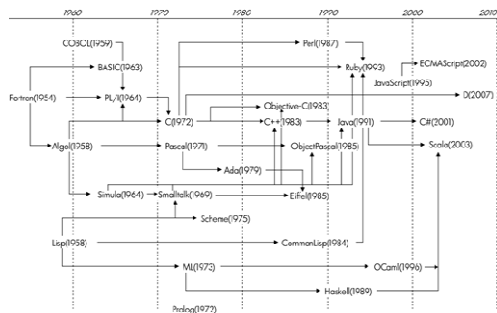 1960 1970 1980 1990 2000 2010
COBOL(1959) Perl(1987)
ECMAScript(2002)
BASIC(1963) Ruby(1993)
JavaScript(1995)
Fortran(1954) PL/I(1964) D(2007)
Objective-C(1983)
C(1972) C++(1983) Java(1991) C#(2001)
Algol(1958) Pascal(1971) ObjectPascal(1985) Scala(2003)
Ada(1979)
Simula(1964) Smalltalk(1969) Eiffel(1985)
Scheme(1975)
Lisp(1958) CommonLisp(1984)
ML(1973) OCaml(1996)
Haskell(1989)
Prolog(1972)